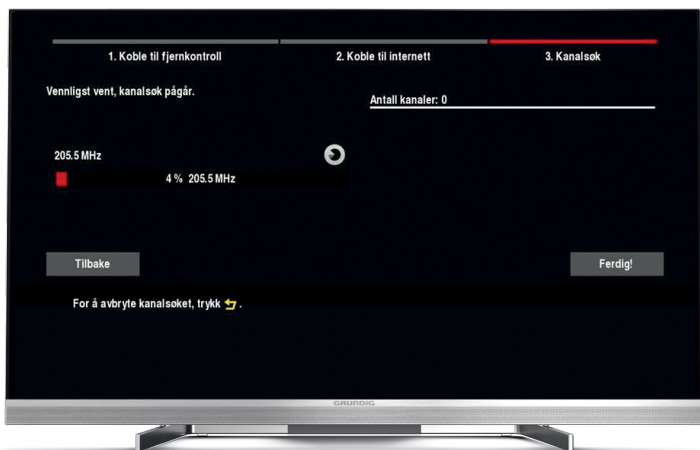 1. Koble til fjernkontroll
2. Koble til internett
3. Kanalsøk
Vennligst vent, kanalsøk pågår.
Antall kanaler: 0
205.5 MHz
4 % 205.5 MHz
Tilbake
Ferdig!
For å avbryte kanalsøket, trykk .
GRUNDIG